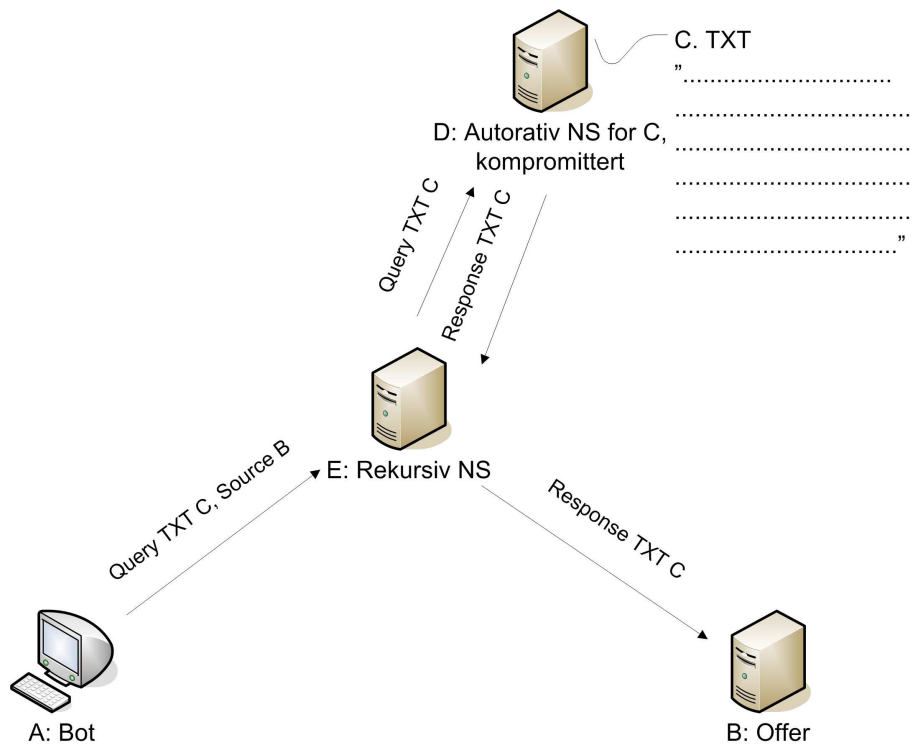 C. TXT
”...............................
...................................
...................................
...................................
...................................
.................................”
D: Autorativ NS for C,
kompromittert
Query TXT C
Response TXT C
E: Rekursiv NS
Query TXT C, Source B
Response TXT C
A: Bot
B: Offer